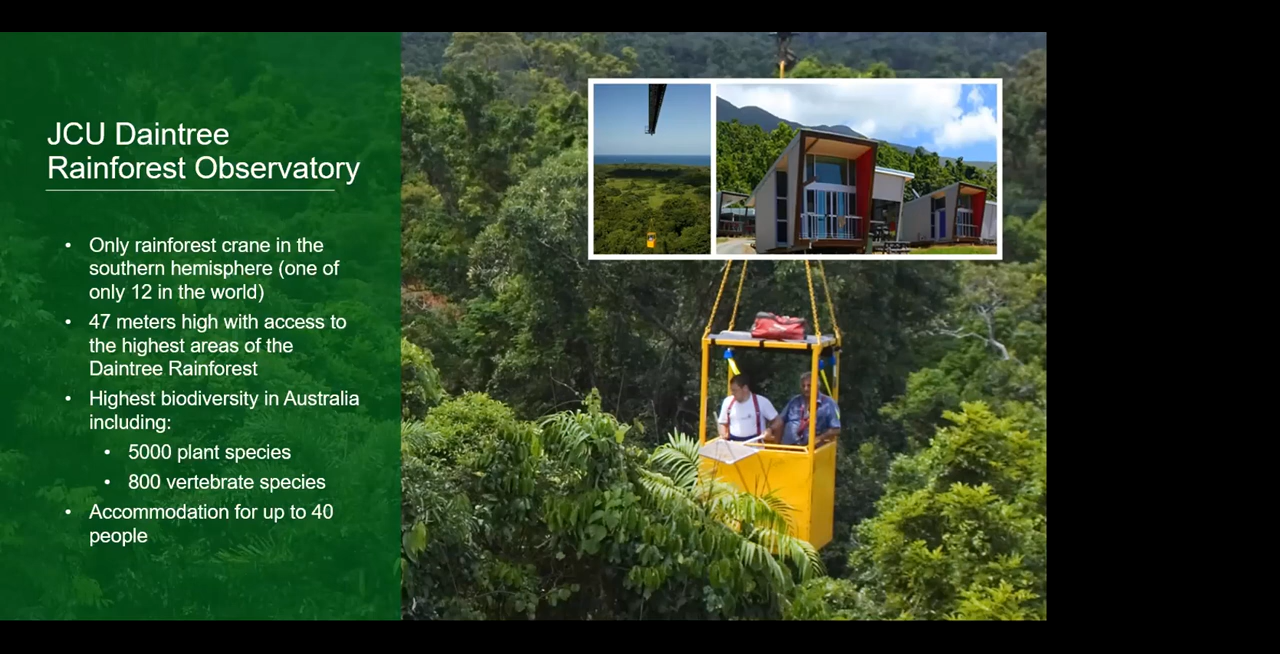 JCU Daintree
Rainforest Observatory
• Only rainforest crane in the
southern hemisphere (one of
only 12 in the world)
• 47 meters high with access to
the highest areas of the
Daintree Rainforest
• Highest biodiversity in Australia
including:
• 5000 plant species
• 800 vertebrate species
• Accommodation for up to 40
people